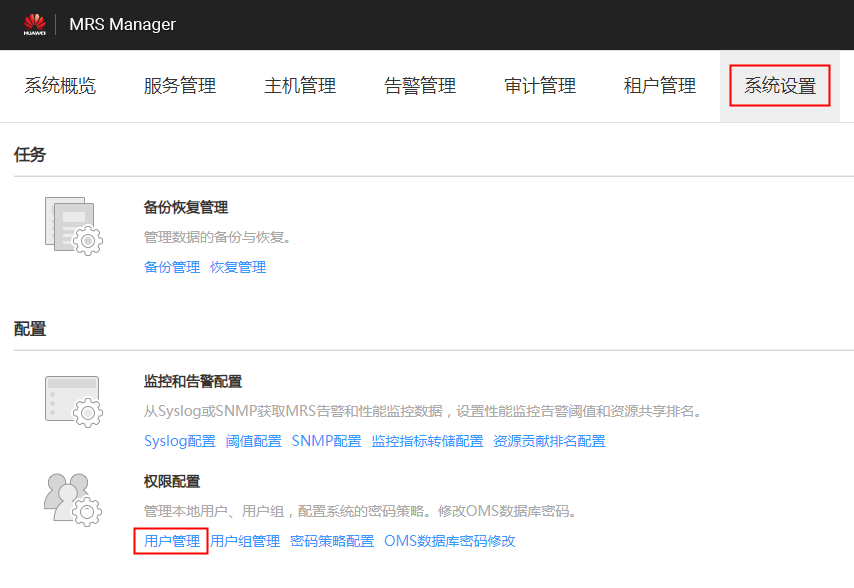 HUAWEI MRS Manager
系统概览 服务管理 主机管理 告警管理 审计管理 租户管理 系统设置
任务
备份恢复管理
管理数据的备份与恢复。
备份管理 恢复管理
配置
监控和告警配置
从Syslog或SNMP获取MRS告警和性能监控数据，设置性能监控告警阈值和资源共享排名。
Syslog配置 阈值配置 SNMP配置 监控指标转储配置 资源贡献排名配置
权限配置
管理本地用户、用户组，配置系统的密码策略。修改OMS数据库密码。
用户管理 用户组管理 密码策略配置 OMS数据库密码修改